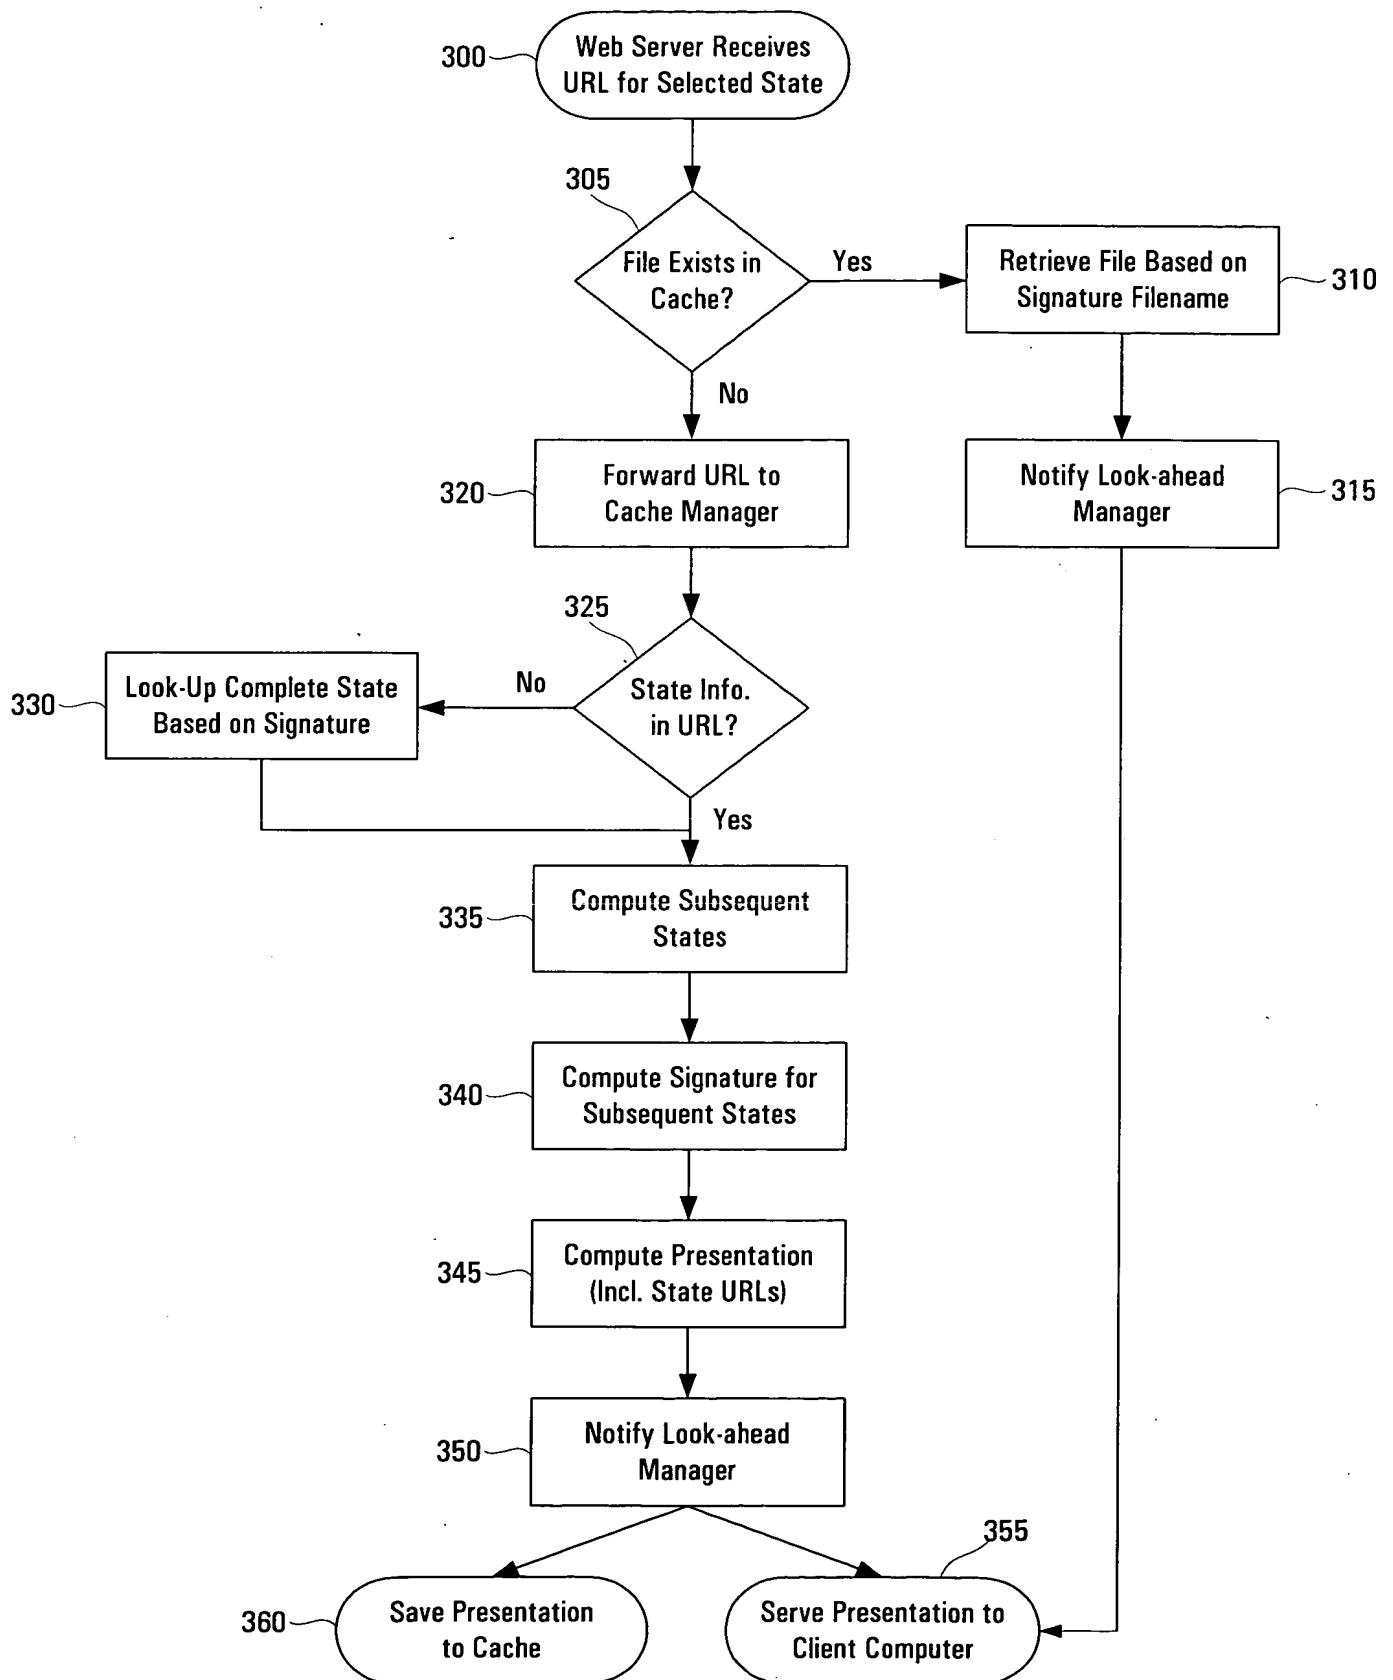 300
Web Server Receives
URL for Selected State
305
File Exists in
Cache?
Yes
Retrieve File Based on
Signature Filename
310
No
320
Forward URL to
Cache Manager
Notify Look-ahead
Manager
315
325
330
Look-Up Complete State
Based on Signature
No
State Info.
in URL?
Yes
335
Compute Subsequent
States
340
Compute Signature for
Subsequent States
345
Compute Presentation
(Incl. State URLs)
350
Notify Look-ahead
Manager
355
360
Save Presentation
to Cache
Serve Presentation to
Client Computer